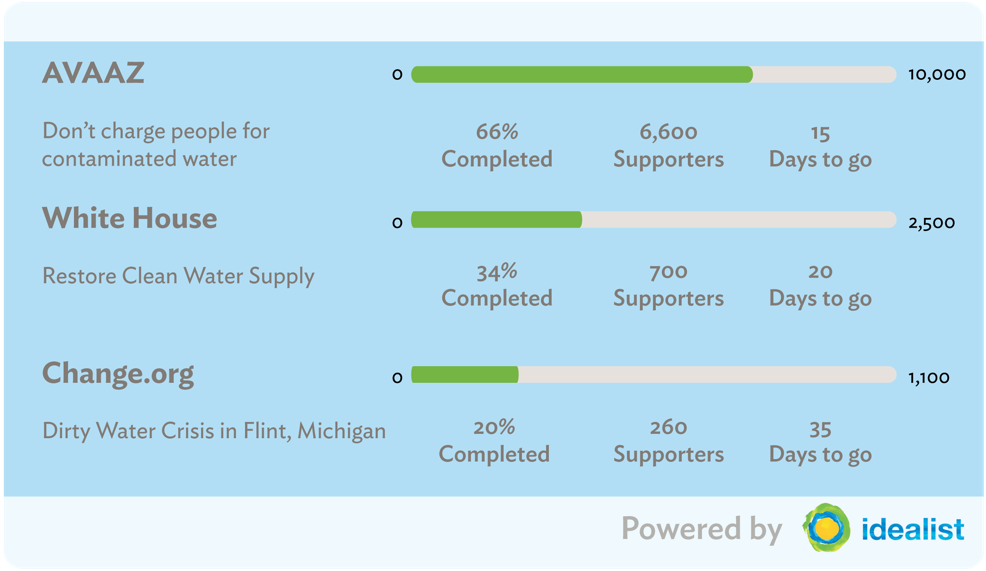 AVAAZ
0 10,000
Don't charge people for
contaminated water
66% 6,600 15
Completed Supporters Days to go
White House
0 2,500
Restore Clean Water Supply
34% 700 20
Completed Supporters Days to go
Change.org
0 1,100
Dirty Water Crisis in Flint, Michigan
20% 260 35
Completed Supporters Days to go
Powered by idealist